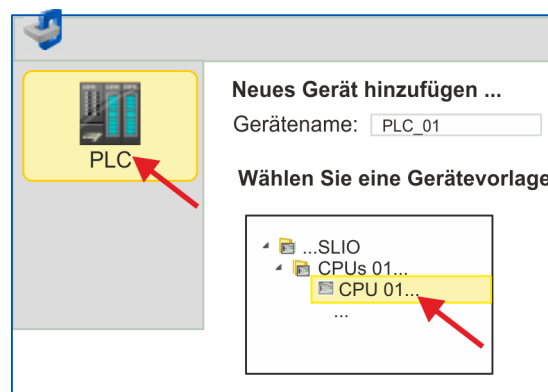 PLC
Neues Gerät hinzufügen ...
Gerätename: PLC_01
Wählen Sie eine Gerätevorlage
...SLIO
CPUs 01...
CPU 01...
...